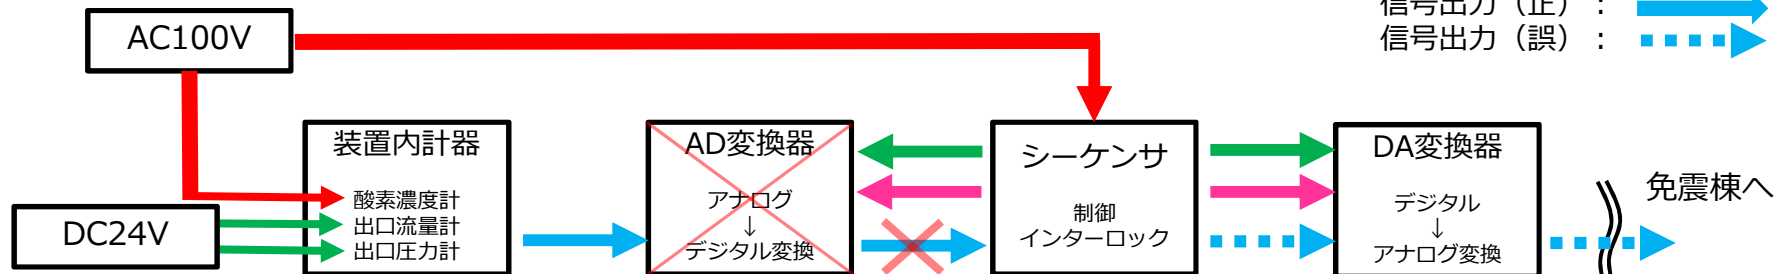 信号出力（正）：
信号出力（誤）：
AC100V
装置内計器
酸素濃度計
出口流量計
出口圧力計
DC24V
AD変換器
アナログ
↓
デジタル変換
シーケンサ
制御
インターロック
DA変換器
デジタル
↓
アナログ変換
免震棟へ